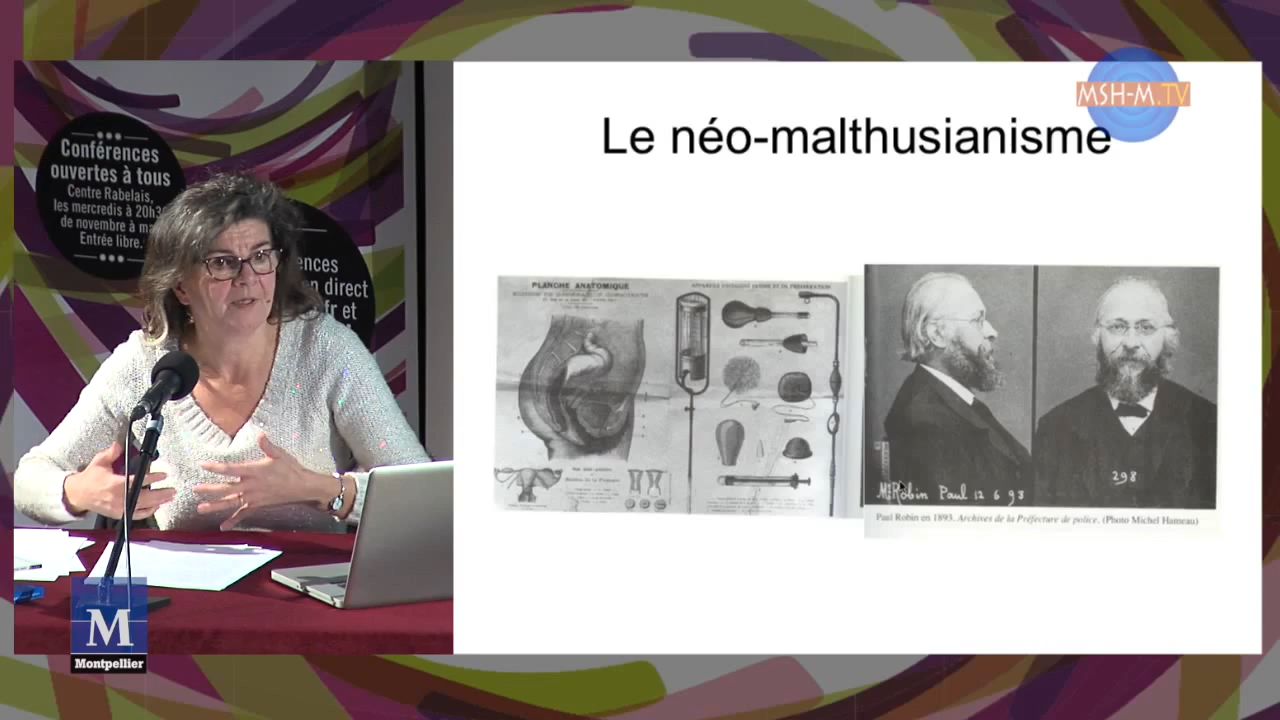 MSH-M.TV
Le néo-malthusianisme
Conférences
ouvertes à tous
Centre Rabelais,
les mercredis à 20h3
de novembre à ma
Entrée libre.
ences
n direct
fr et
PLANCHE ANATOMIQUE
298
Mr Robin Paul 12 6 93
Paul Robin en 1893. Archives de la Préfecture de police. (Photo Michel Hameau)
M
Montpellier